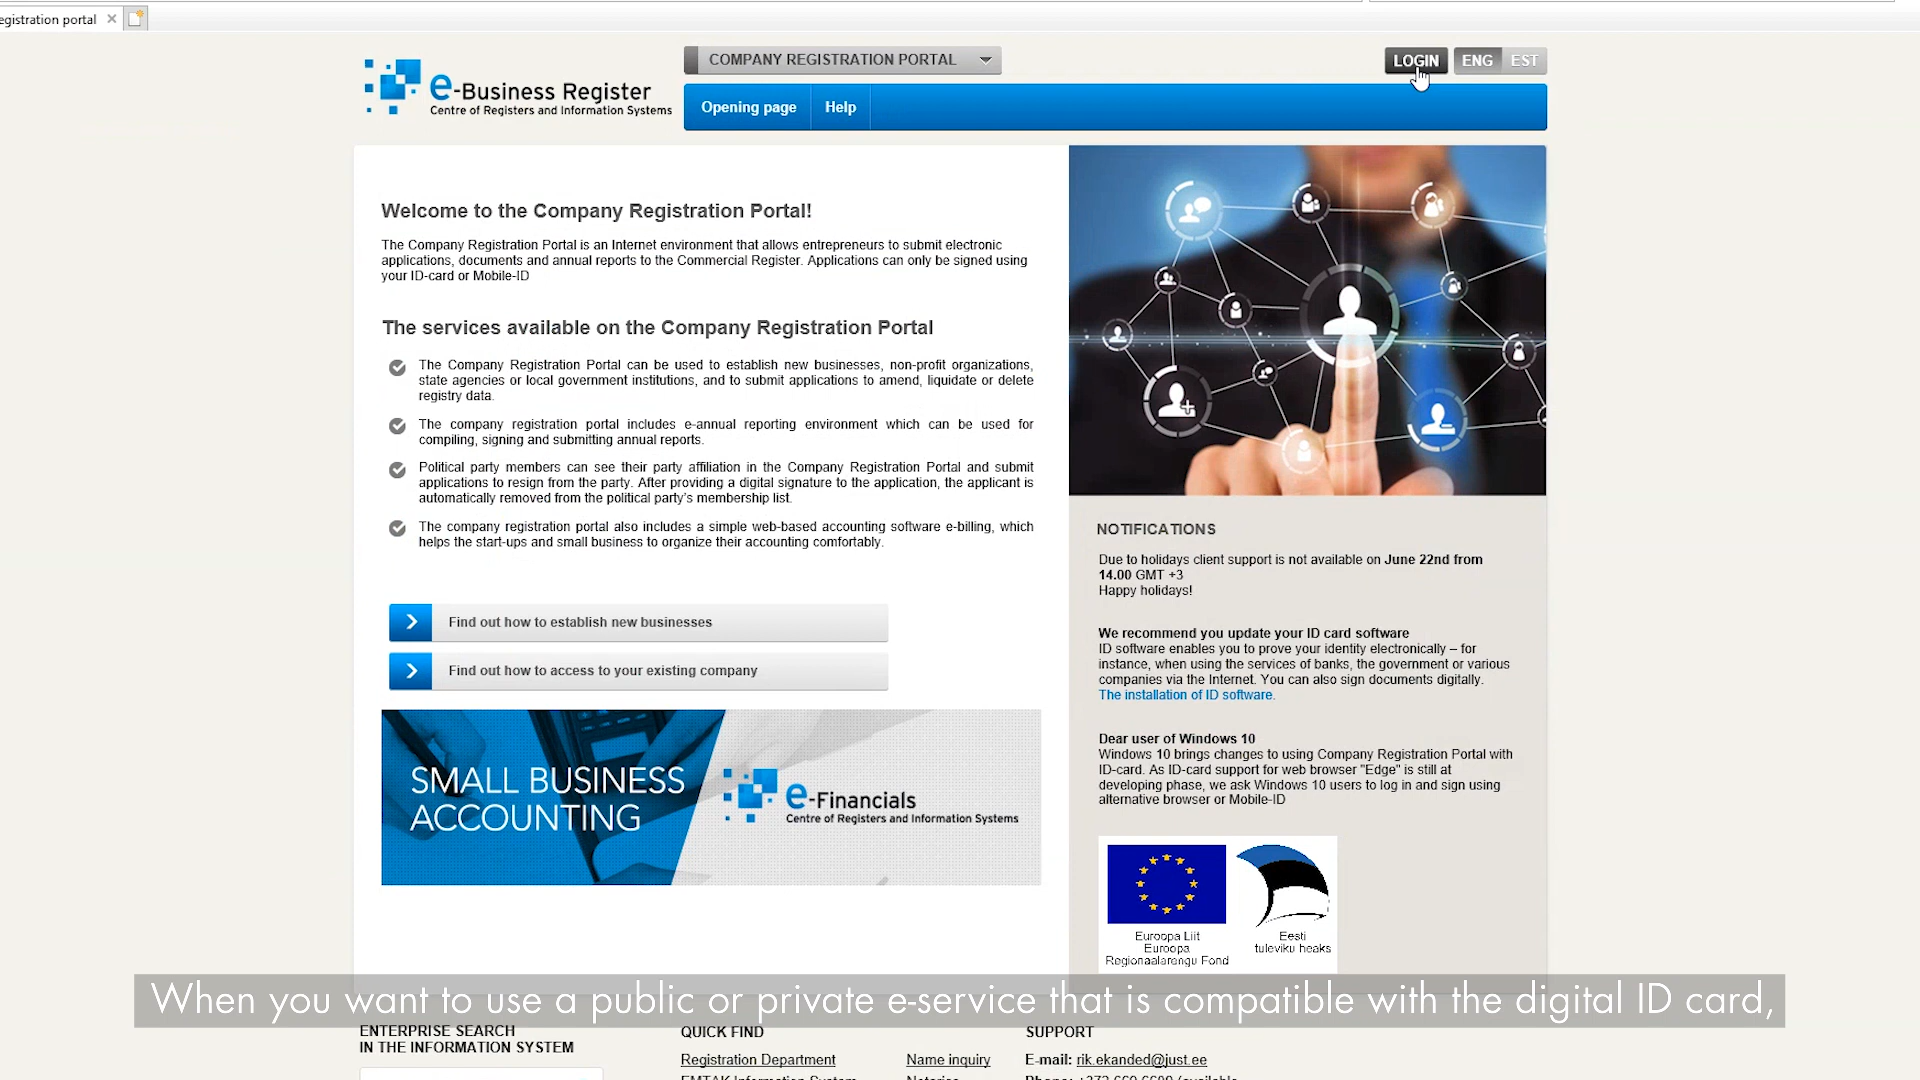 egistration portal
COMPANY REGISTRATION PORTAL
LOGIN
ENG
EST
e-Business Register
Centre of Registers and Information Systems
Opening page
Help
Welcome to the Company Registration Portal!
The Company Registration Portal is an Internet environment that allows entrepreneurs to submit electronic
applications, documents and annual reports to the Commercial Register. Applications can only be signed using
your ID-card or Mobile-ID
The services available on the Company Registration Portal
The Company Registration Portal can be used to establish new businesses, non-profit organizations,
state agencies or local government institutions, and to submit applications to amend, liquidate or delete
registry data.
The company registration portal includes e-annual reporting environment which can be used for
compiling, signing and submitting annual reports.
Political party members can see their party affiliation in the Company Registration Portal and submit
applications to resign from the party. After providing a digital signature to the application, the applicant is
automatically removed from the political party's membership list.
The company registration portal also includes a simple web-based accounting software e-billing, which
helps the start-ups and small business to organize their accounting comfortably.
Find out how to establish new businesses
Find out how to access to your existing company
SMALL BUSINESS
ACCOUNTING
e-Financials
Centre of Registers and Information Systems
NOTIFICATIONS
Due to holidays client support is not available on June 22nd from
14.00 GMT +3
Happy holidays!
We recommend you update your ID card software
ID software enables you to prove your identity electronically – for
instance, when using the services of banks, the government or various
companies via the Internet. You can also sign documents digitally.
The installation of ID software.
Dear user of Windows 10
Windows 10 brings changes to using Company Registration Portal with
ID-card. As ID-card support for web browser "Edge" is still at
developing phase, we ask Windows 10 users to log in and sign using
alternative browser or Mobile-ID
Euroopa Liit
Euroopa
Regionaalarengu Fond
Eesti
tuleviku heaks
When you want to use a public or private e-service that is compatible with the digital ID card,
ENTERPRISE SEARCH
IN THE INFORMATION SYSTEM
QUICK FIND
Registration Department
Name inquiry
SUPPORT
E-mail: rik.ekanded@just.ee